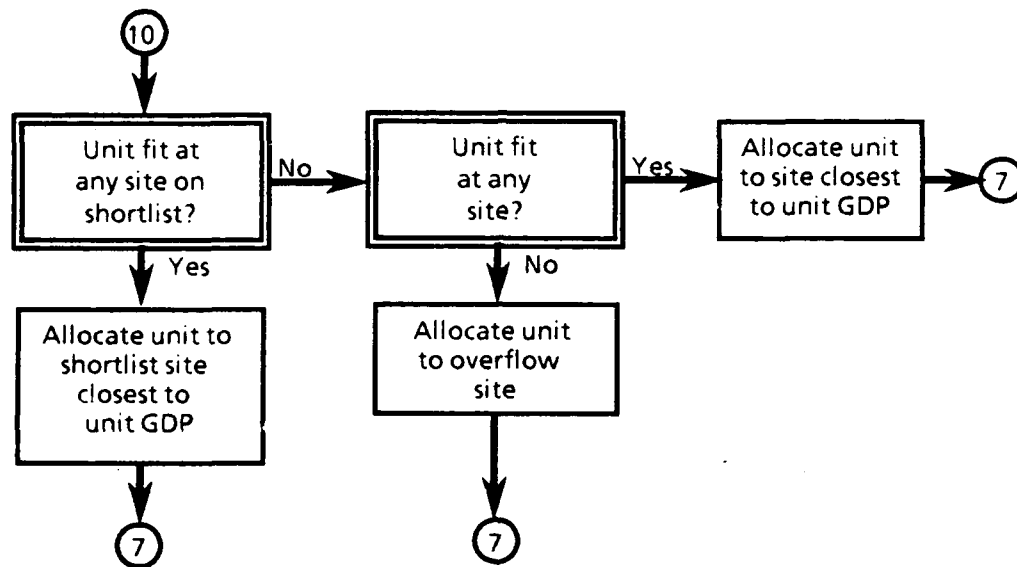 10
Unit fit at
any site on
shortlist?
No
Unit fit
at any
site?
Yes
Allocate unit
to site closest
to unit GDP
7
Yes
Allocate unit to
shortlist site
closest to
unit GDP
7
No
Allocate unit
to overflow
site
7